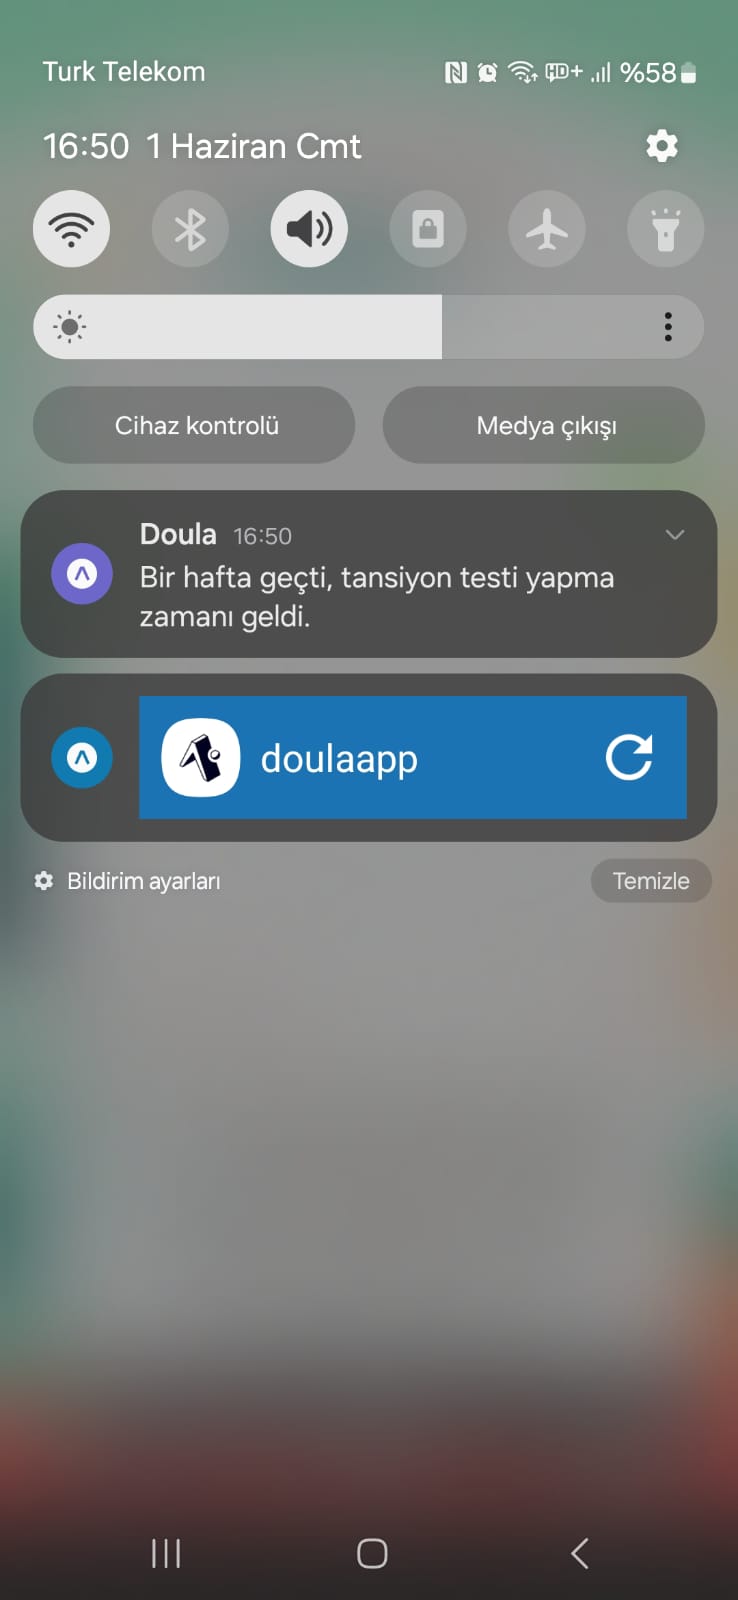 Turk Telekom
%58
16:50 1 Haziran Cmt
Cihaz kontrolü
Medya çıkışı
Doula 16:50
Bir hafta geçti, tansiyon testi yapma
zamanı geldi.
doulaapp
Bildirim ayarları
Temizle